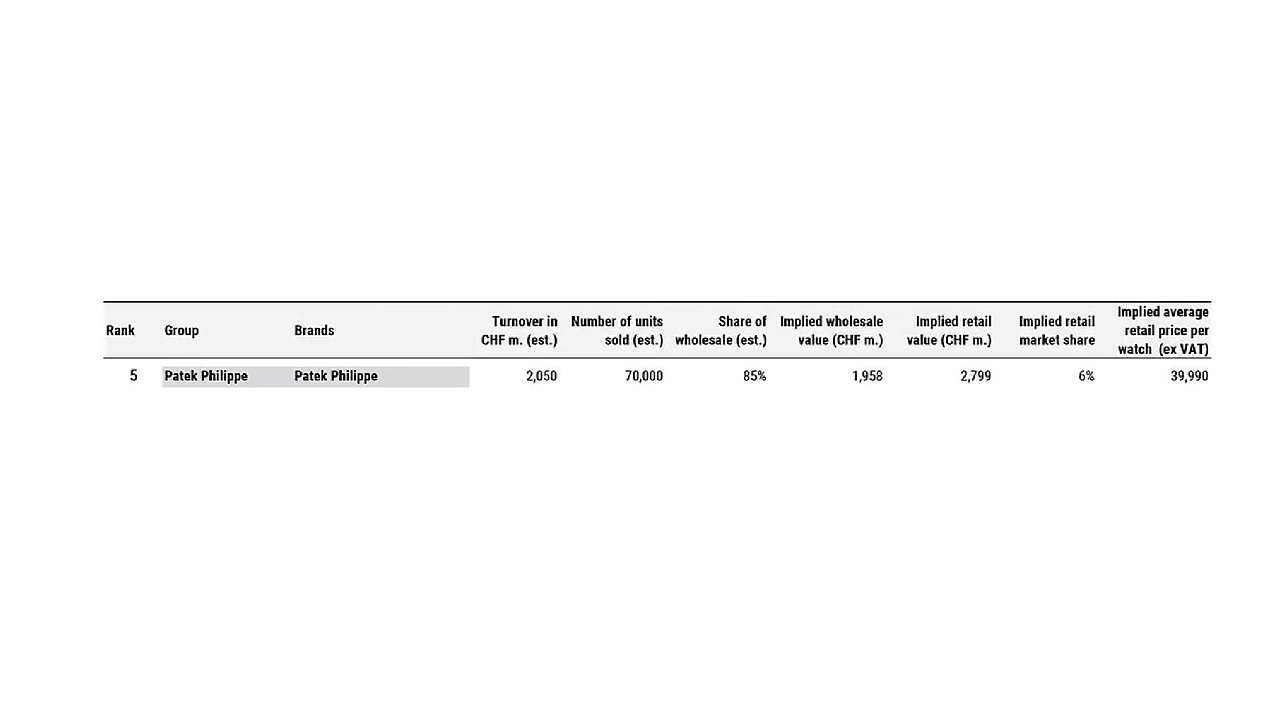 Rank Group Brands Turnover in CHF m. (est.) Number of units sold (est.) Share of wholesale (est.) Implied wholesale value (CHF m.) Implied retail value (CHF m.) Implied retail market share Implied average retail price per watch (ex VAT)
5 Patek Philippe Patek Philippe 2,050 70,000 85% 1,958 2,799 6% 39,990